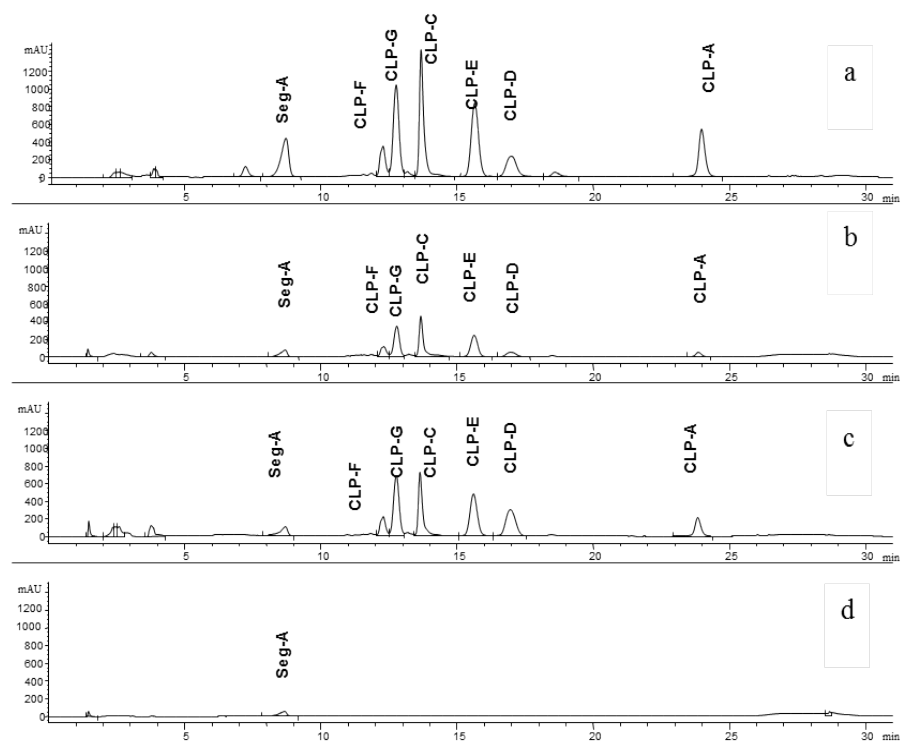 mAU
1200
1000
800
600
400
200
0
Seg-A
CLP-F
CLP-G
CLP-C
CLP-E
CLP-D
CLP-A
a
5 10 15 20 25 30 min
mAU
1200
1000
800
600
400
200
0
Seg-A
CLP-F
CLP-G
CLP-C
CLP-E
CLP-D
CLP-A
b
5 10 15 20 25 30 min
mAU
1200
1000
800
600
400
200
0
Seg-A
CLP-F
CLP-G
CLP-C
CLP-E
CLP-D
CLP-A
c
5 10 15 20 25 30 min
mAU
1200
1000
800
600
400
200
0
Seg-A
d
5 10 15 20 25 30 min